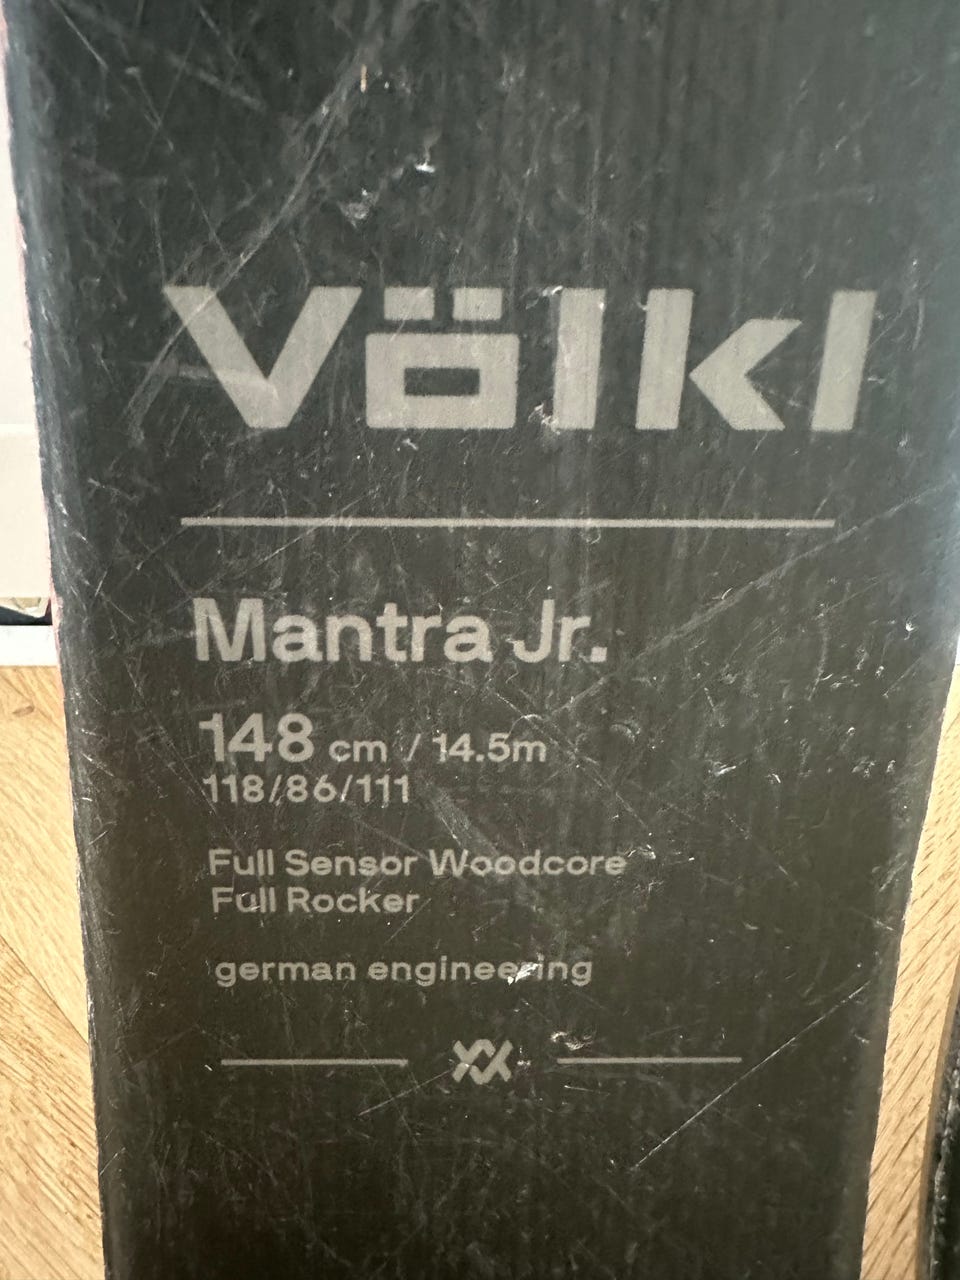 Völkl
Mantra Jr.
148 cm / 14.5m
118/86/111
Full Sensor Woodcore
Full Rocker
german engineering